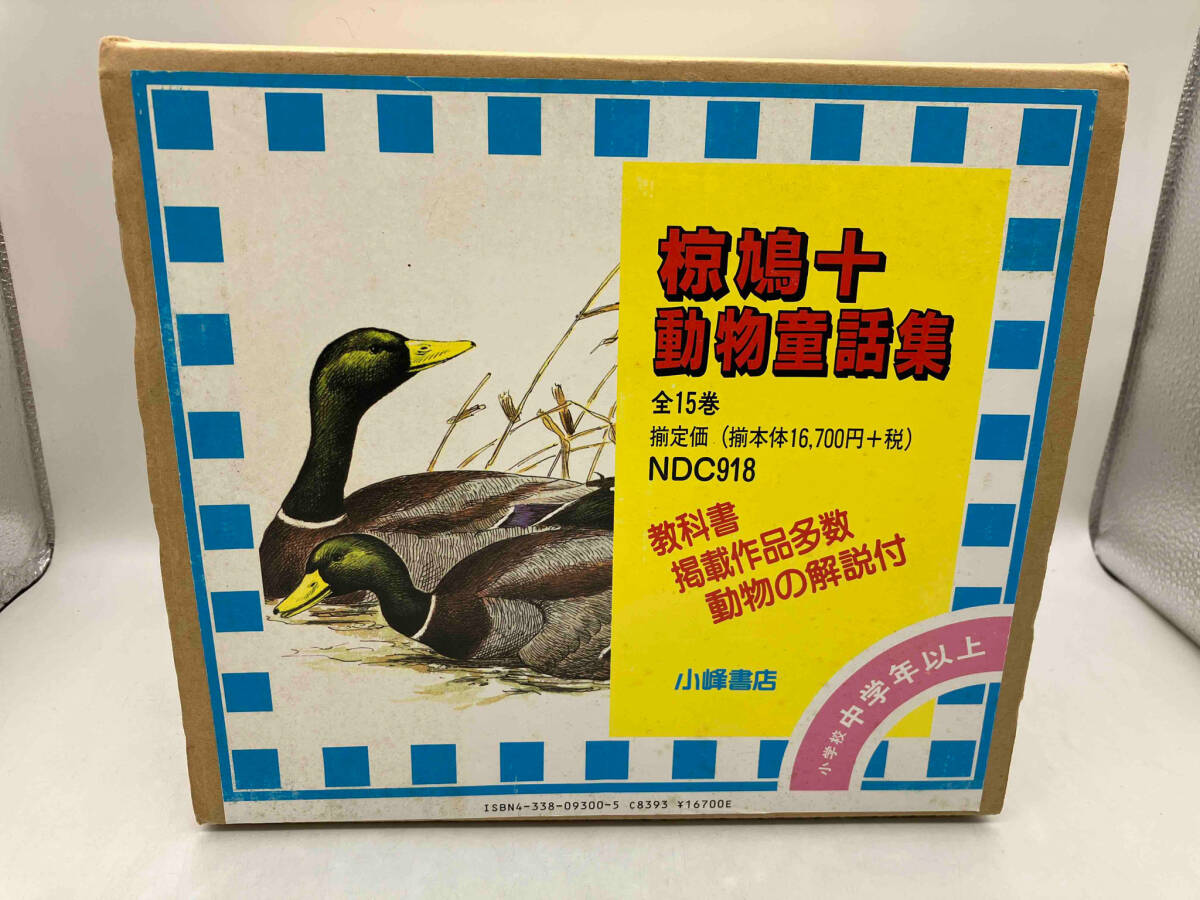 椋鳩十
動物童話集
全15巻
揃定価（揃本体16,700円＋税）
NDC918
教科書
掲載作品多数
動物の解説付
小峰書店
小学校中学年以上
ISBN4-338-09300-5 C8393 ¥16700E